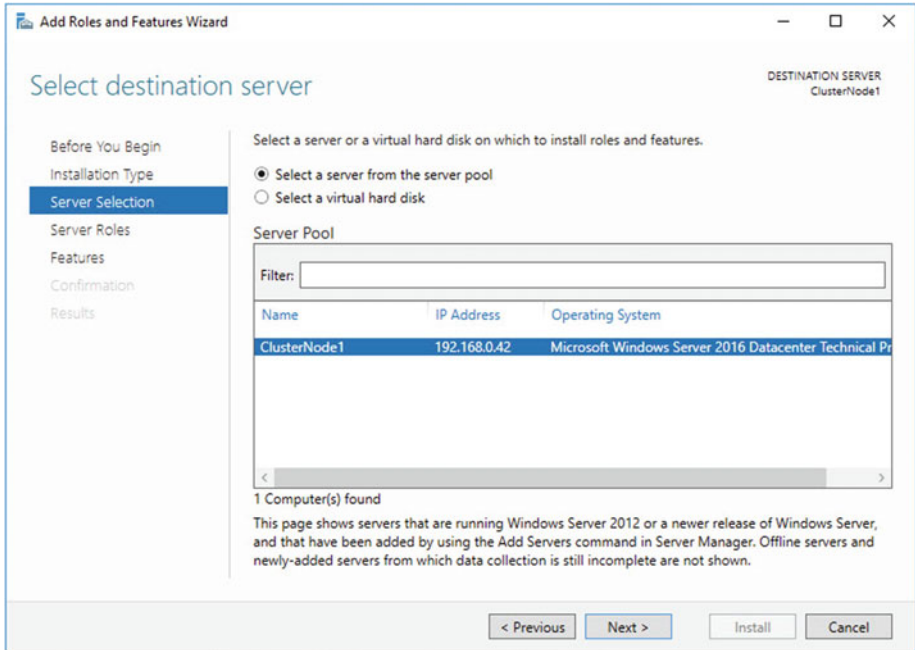 Add Roles and Features Wizard
Select destination server
DESTINATION SERVER
ClusterNode1
Before You Begin
Installation Type
Server Selection
Server Roles
Features
Confirmation
Results
Select a server or a virtual hard disk on which to install roles and features.
Select a server from the server pool
Select a virtual hard disk
Server Pool
Filter:
Name IP Address Operating System
ClusterNode1 192.168.0.42 Microsoft Windows Server 2016 Datacenter Technical Pr
1 Computer(s) found
This page shows servers that are running Windows Server 2012 or a newer release of Windows Server,
and that have been added by using the Add Servers command in Server Manager. Offline servers and
newly-added servers from which data collection is still incomplete are not shown.
< Previous Next > Install Cancel